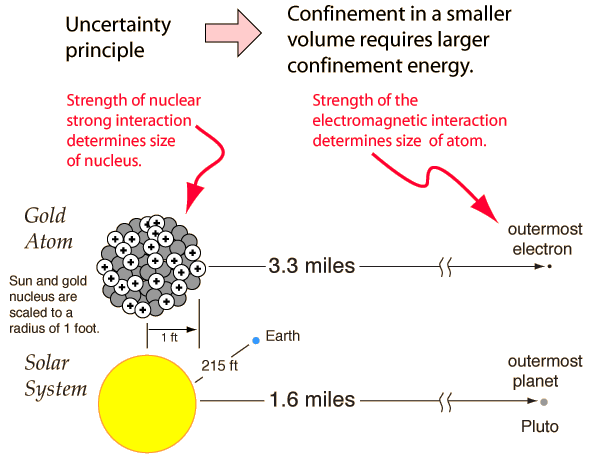 Uncertainty
principle
Confinement in a smaller
volume requires larger
confinement energy.
Strength of nuclear
strong interaction
determines size
of nucleus.
Strength of the
electromagnetic interaction
determines size of atom.
Gold
Atom
outermost
electron
3.3 miles
Sun and gold
nucleus are
scaled to a
radius of 1 foot.
1 ft
Earth
215 ft
Solar
System
1.6 miles
outermost
planet
Pluto